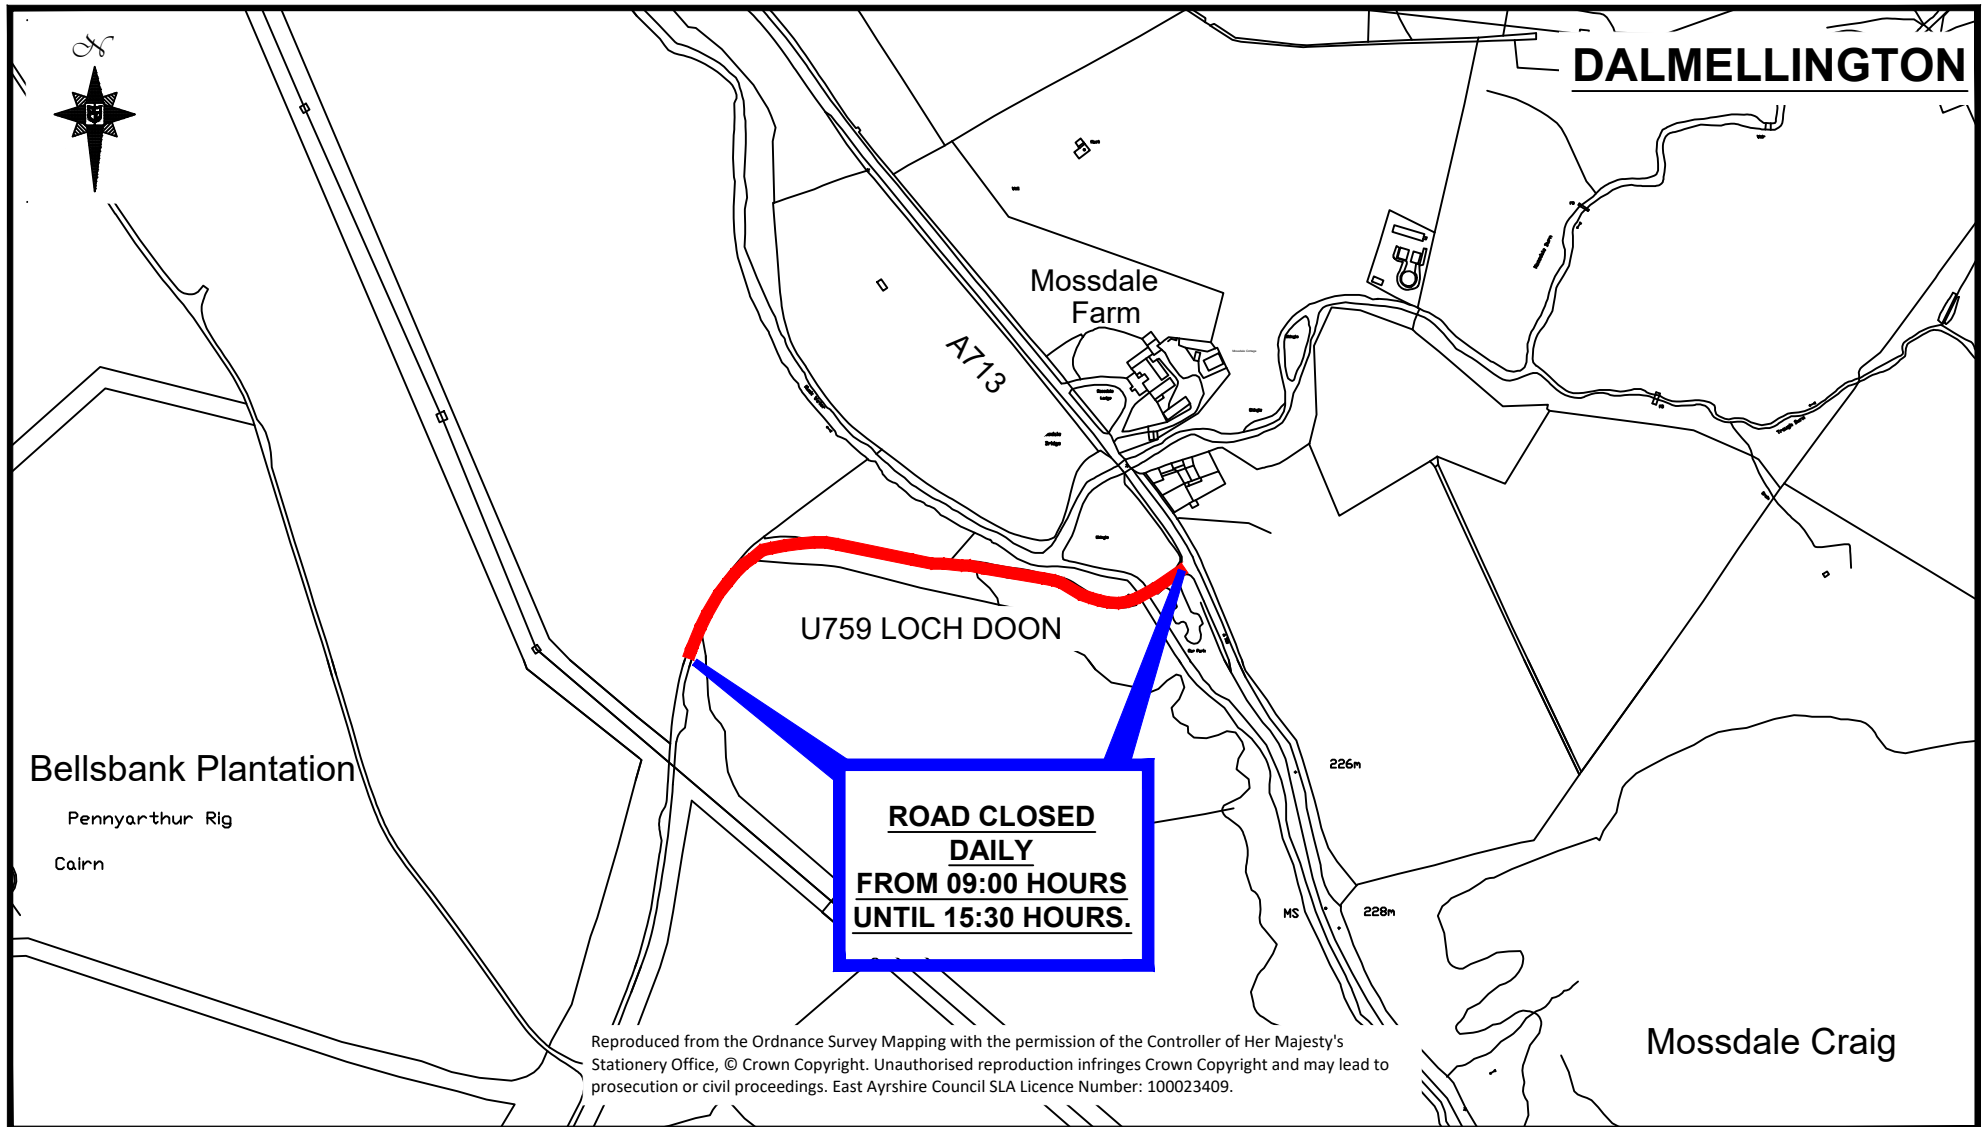 N
DALMELLINGTON
Mossdale
Farm
A713
U759 LOCH DOON
Car Park
Bellsbank Plantation
Pennyarthur Rig
Cairn
226m
ROAD CLOSED
DAILY
FROM 09:00 HOURS
UNTIL 15:30 HOURS.
MS
228m
Mossdale Craig
Reproduced from the Ordnance Survey Mapping with the permission of the Controller of Her Majesty's
Stationery Office, © Crown Copyright. Unauthorised reproduction infringes Crown Copyright and may lead to
prosecution or civil proceedings. East Ayrshire Council SLA Licence Number: 100023409.